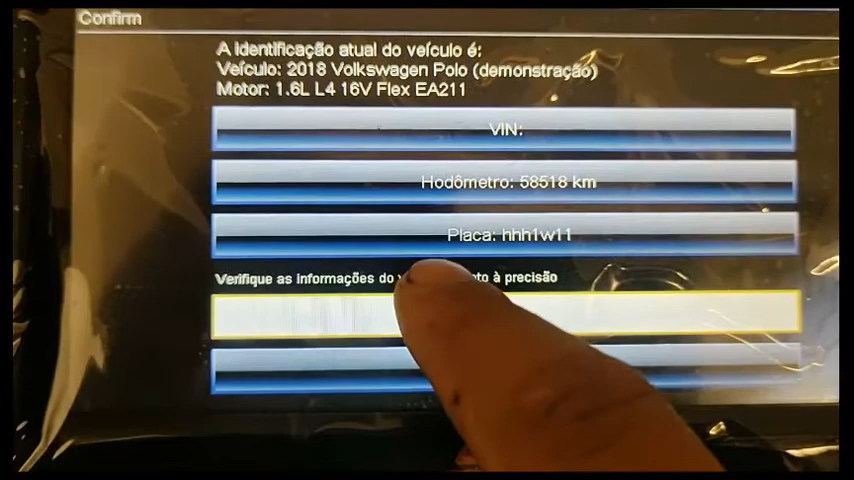 Confirm
A identificação atual do veículo é:
Veículo: 2018 Volkswagen Polo (demonstração)
Motor: 1.6L L4 16V Flex EA211
VIN:
Hodômetro: 58518 km
Placa: hhh1w11
Verifique as informações do à precisão